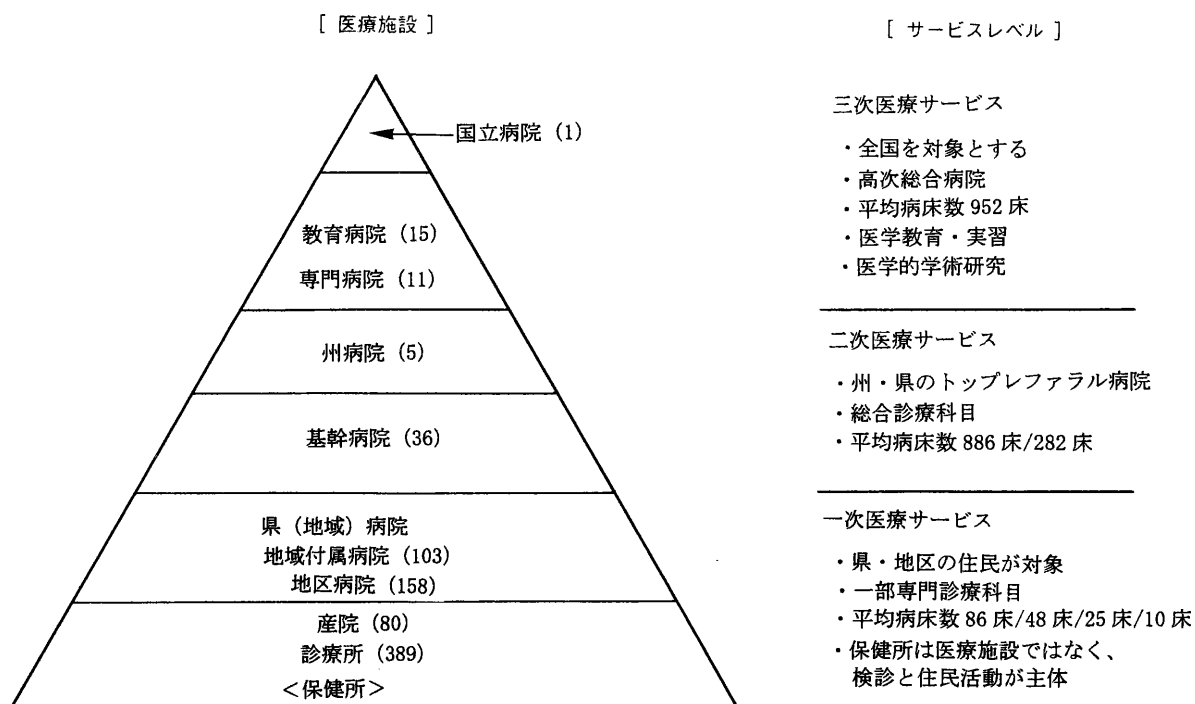 [ 医療施設 ]
国立病院 (1)
教育病院 (15)
専門病院 (11)
州病院 (5)
基幹病院 (36)
県（地域）病院
地域付属病院 (103)
地区病院 (158)
産院 (80)
診療所 (389)
＜保健所＞
[ サービスレベル ]
三次医療サービス
・全国を対象とする
・高次総合病院
・平均病床数 952 床
・医学教育・実習
・医学的学術研究
二次医療サービス
・州・県のトップレファラル病院
・総合診療科目
・平均病床数 886 床/282 床
一次医療サービス
・県・地区の住民が対象
・一部専門診療科目
・平均病床数 86 床/48 床/25 床/10 床
・保健所は医療施設ではなく、
検診と住民活動が主体